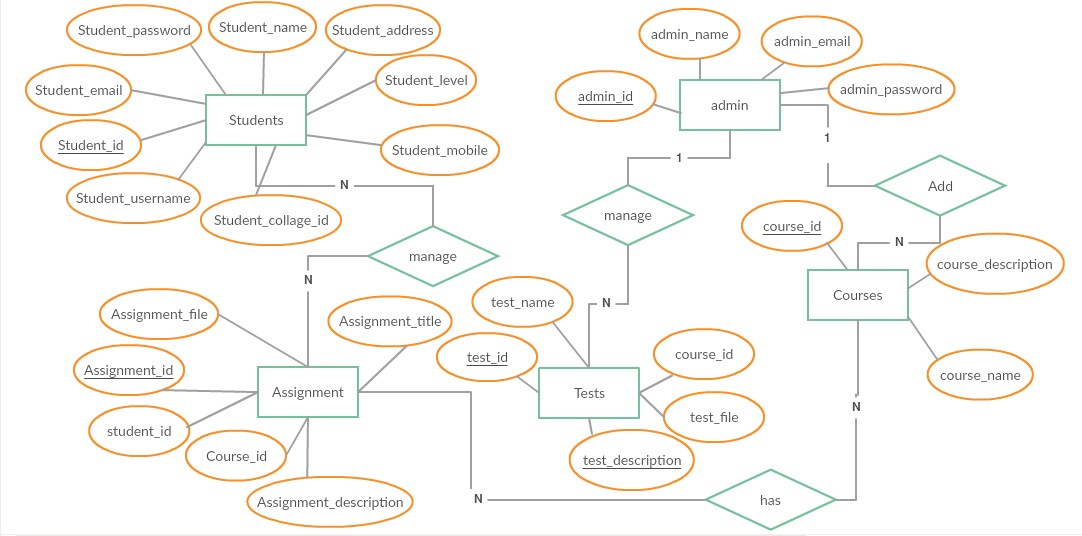 Student_password
Student_name
Student_address
Student_email
Student_level
Students
Student_id
Student_mobile
Student_username
Student_collage_id
N
manage
N
admin_name
admin_email
admin_id
admin
admin_password
1
1
manage
Add
course_id
N
course_description
Courses
course_name
N
N
test_name
test_id
course_id
Tests
test_file
test_description
Assignment_file
Assignment_title
Assignment_id
Assignment
student_id
Course_id
Assignment_description
N
has